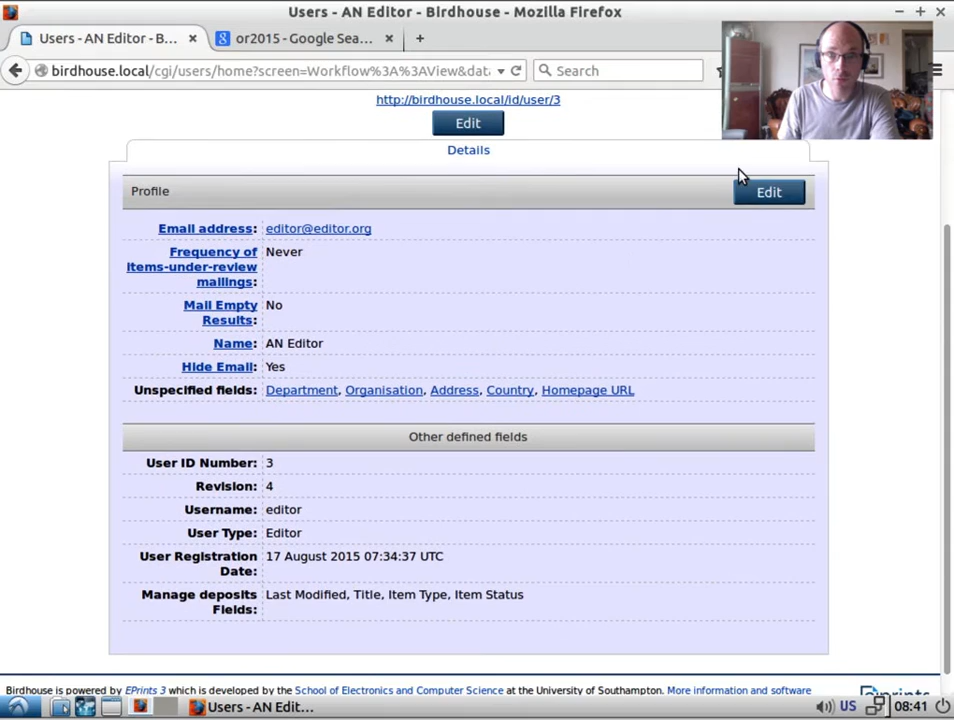 Users - AN Editor - Birdhouse - Mozilla Firefox
Users - AN Editor - B... × or2015 - Google Sea... × +
birdhouse.local/cgi/users/home?screen=Workflow%3A%3AView&dat Search
http://birdhouse.local/id/user/3
Edit
Details
Profile Edit
Email address: editor@editor.org
Frequency of Never
items-under-review
mailings:
Mail Empty No
Results:
Name: AN Editor
Hide Email: Yes
Unspecified fields: Department, Organisation, Address, Country, Homepage URL
Other defined fields
User ID Number: 3
Revision: 4
Username: editor
User Type: Editor
User Registration 17 August 2015 07:34:37 UTC
Date:
Manage deposits Last Modified, Title, Item Type, Item Status
Fields:
Birdhouse is powered by EPrints 3 which is developed by the School of Electronics and Computer Science at the University of Southampton. More information and software
eprints
Users - AN Edit... US 08:41